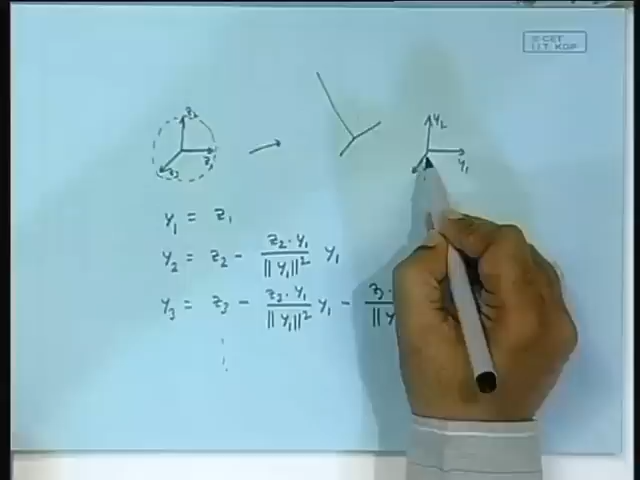 I.I.T. KGP
z₂
z₁
z₃
y₂
y₁
y₁ = z₁
y₂ = z₂ - z₂·y₁ / ||y₁||² y₁
y₃ = z₃ - z₃·y₁ / ||y₁||² y₁ - z₃· / ||y